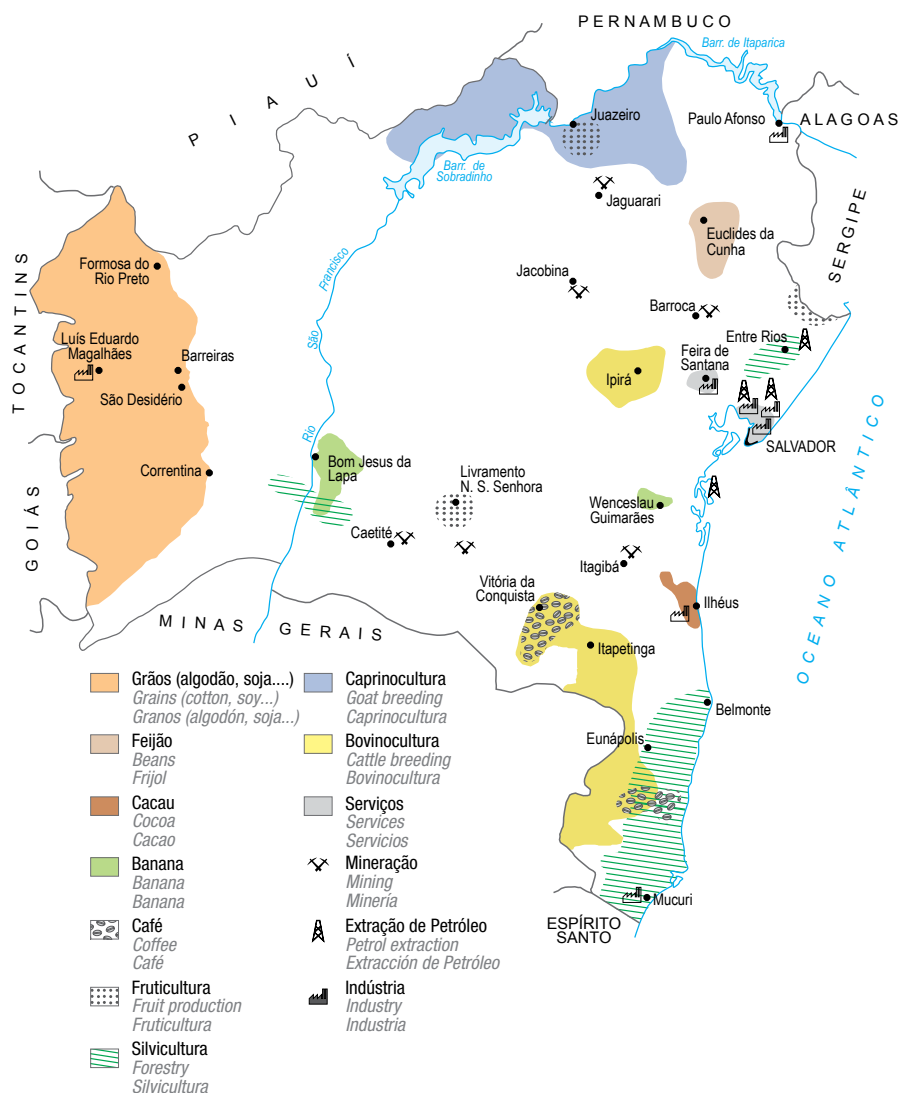 PERNAMBUCO
Barr. de Itaparica
PIAUÍ
Juazeiro
Paulo Afonso
ALAGOAS
Barr. de
Sobradinho
Jaguarari
SERGIPE
Euclides da
Cunha
Francisco
Formosa do
Rio Preto
Jacobina
TOCANTINS
Barroca
São
Luís Eduardo
Magalhães
Barreiras
Entre Rios
Feira de
Santana
Ipirá
São Desidério
Rio
SALVADOR
OCEANO ATLÂNTICO
Bom Jesus da
Lapa
Correntina
Livramento
N. S. Senhora
GOIÁS
Wenceslau
Guimarães
Caetité
Itagibá
Vitória da
Conquista
Ilhéus
MINAS GERAIS
Itapetinga
Belmonte
Eunápolis
Mucuri
ESPÍRITO
SANTO
Grãos (algodão, soja....)
Grains (cotton, soy...)
Granos (algodón, soja...)
Feijão
Beans
Frijol
Cacau
Cocoa
Cacao
Banana
Banana
Banana
Café
Coffee
Café
Fruticultura
Fruit production
Fruticultura
Silvicultura
Forestry
Silvicultura
Caprinocultura
Goat breeding
Caprinocultura
Bovinocultura
Cattle breeding
Bovinocultura
Serviços
Services
Servicios
Mineração
Mining
Minería
Extração de Petróleo
Petrol extraction
Extracción de Petróleo
Indústria
Industry
Industria